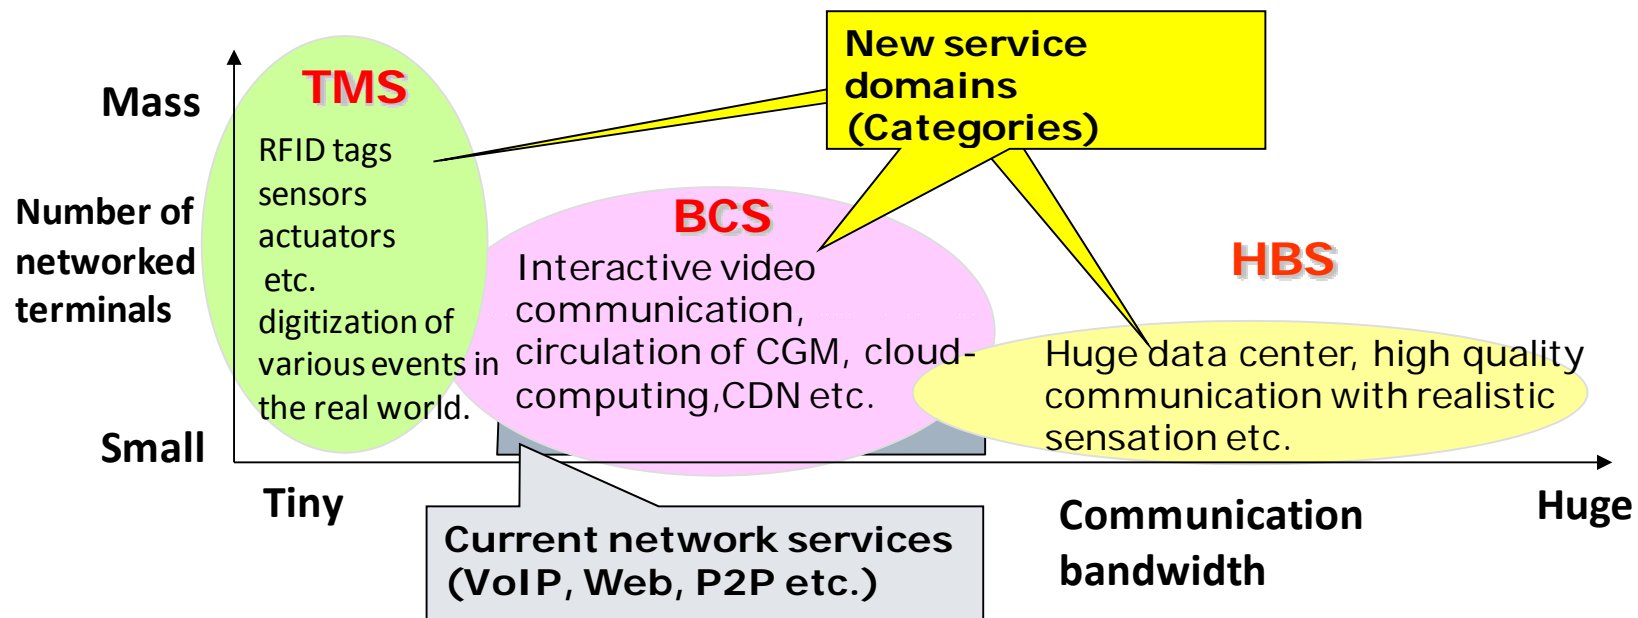 New service
domains
(Categories)
TMS
Mass
RFID tags
sensors
actuators
etc.
digitization of
various events in
the real world.
Number of
networked
terminals
BCS
Interactive video
communication,
circulation of CGM, cloud-
computing,CDN etc.
HBS
Huge data center, high quality
communication with realistic
sensation etc.
Small
Tiny
Current network services
(VoIP, Web, P2P etc.)
Communication
bandwidth
Huge